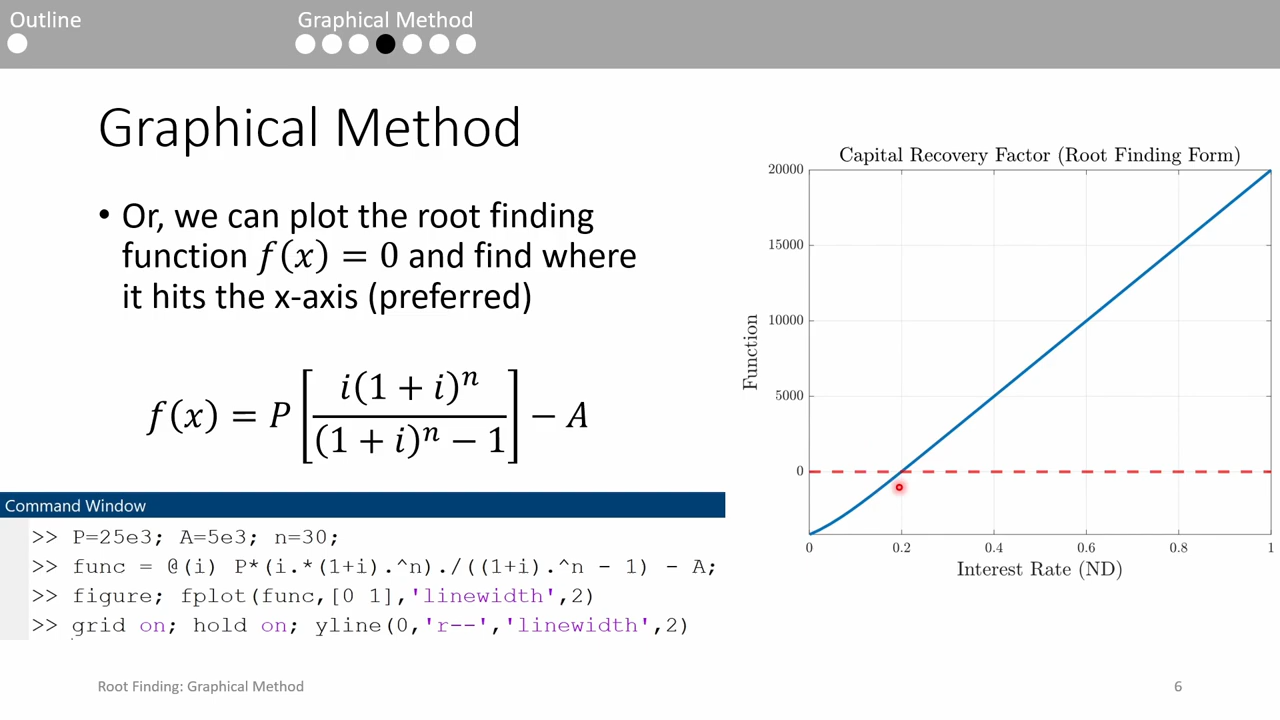 Outline
Graphical Method
Graphical Method
• Or, we can plot the root finding
function f(x) = 0 and find where
it hits the x-axis (preferred)
f(x) = P [ i(1 + i)^n / ((1 + i)^n − 1) ] − A
Command Window
>> P=25e3; A=5e3; n=30;
>> func = @(i) P*(i.*(1+i).^n)./((1+i).^n - 1) - A;
>> figure; fplot(func,[0 1],'linewidth',2)
>> grid on; hold on; yline(0,'r--','linewidth',2)
Capital Recovery Factor (Root Finding Form)
20000
15000
10000
5000
0
Function
0 0.2 0.4 0.6 0.8 1
Interest Rate (ND)
Root Finding: Graphical Method
6